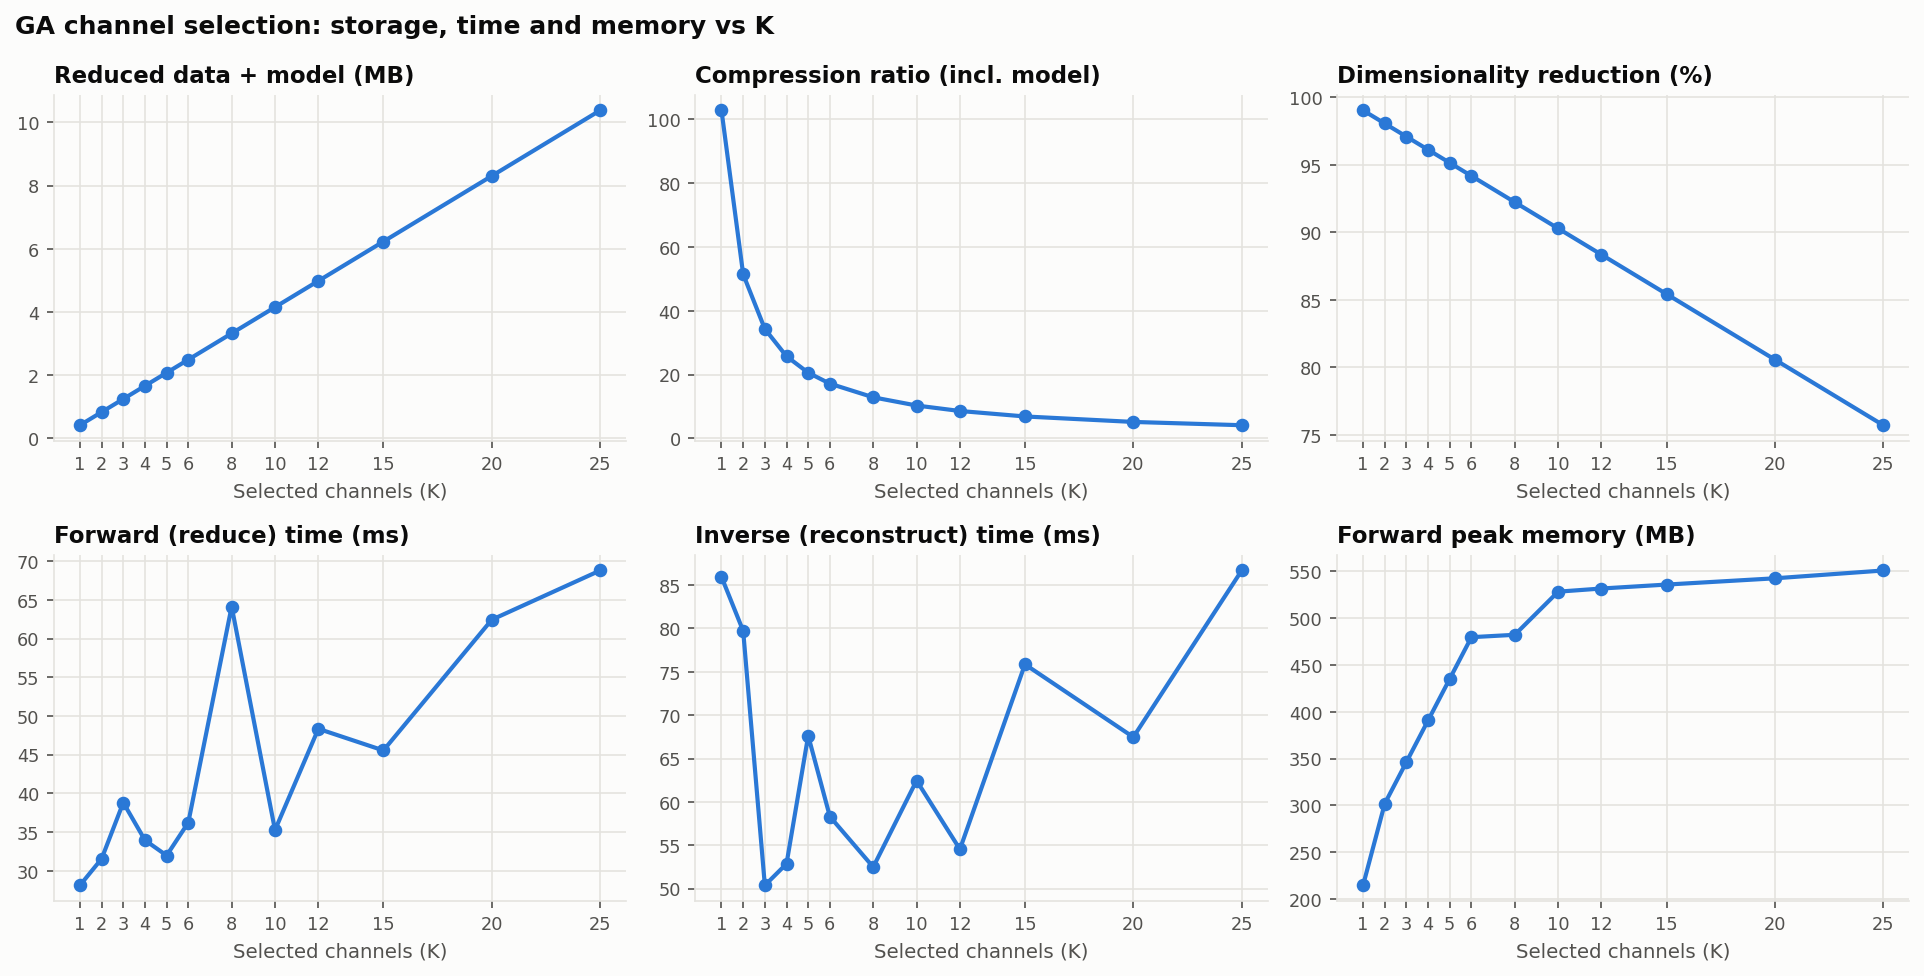 GA channel selection: storage, time and memory vs K
Reduced data + model (MB)
10
8
6
4
2
0
1 2 3 4 5 6 8 10 12 15 20 25
Selected channels (K)
Compression ratio (incl. model)
100
80
60
40
20
0
1 2 3 4 5 6 8 10 12 15 20 25
Selected channels (K)
Dimensionality reduction (%)
100
95
90
85
80
75
1 2 3 4 5 6 8 10 12 15 20 25
Selected channels (K)
Forward (reduce) time (ms)
70
65
60
55
50
45
40
35
30
1 2 3 4 5 6 8 10 12 15 20 25
Selected channels (K)
Inverse (reconstruct) time (ms)
85
80
75
70
65
60
55
50
1 2 3 4 5 6 8 10 12 15 20 25
Selected channels (K)
Forward peak memory (MB)
550
500
450
400
350
300
250
200
1 2 3 4 5 6 8 10 12 15 20 25
Selected channels (K)